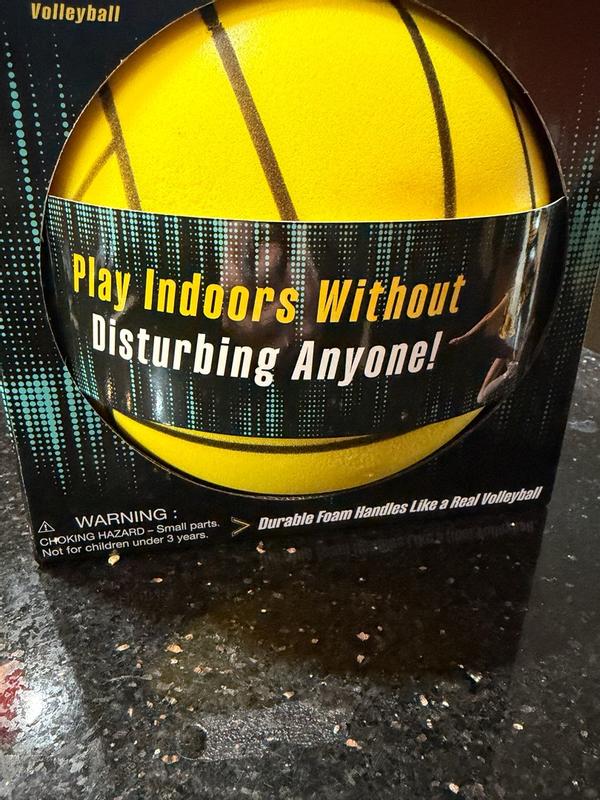 Volleyball
Play Indoors Without
Disturbing Anyone!
WARNING :
CHOKING HAZARD – Small parts.
Not for children under 3 years.
> Durable Foam Handles Like a Real Volleyball